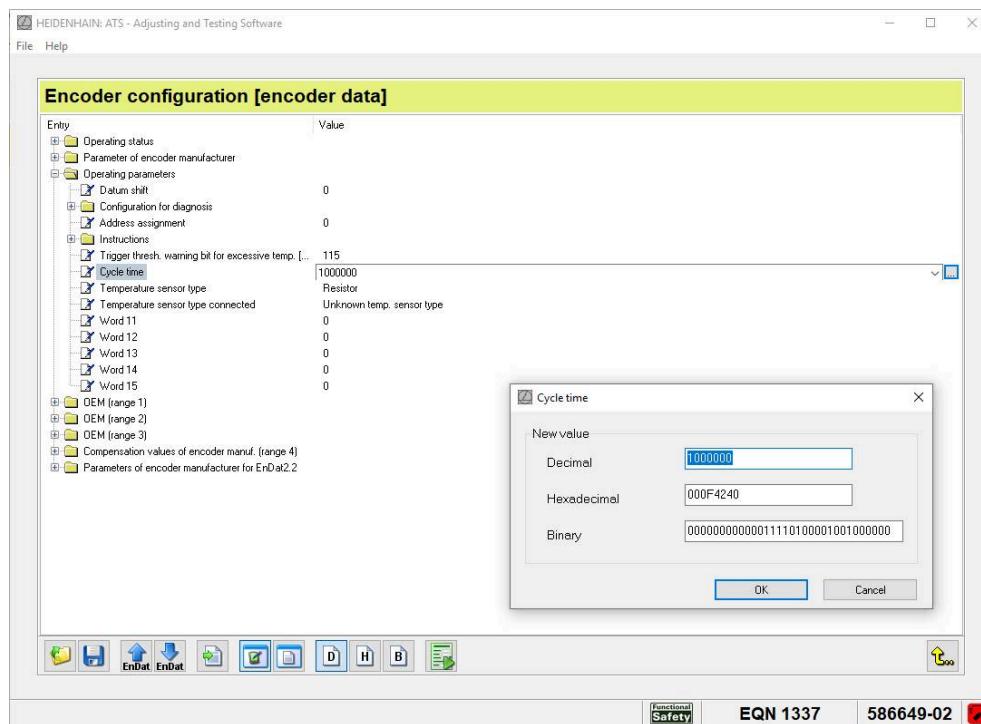 HEIDENHAIN: ATS - Adjusting and Testing Software
File Help
Encoder configuration [encoder data]
Entry Value
Operating status
Parameter of encoder manufacturer
Operating parameters
Datum shift 0
Configuration for diagnosis
Address assignment 0
Instructions
Trigger thresh. warning bit for excessive temp. [... 115
Cycle time 1000000 ...
Temperature sensor type Resistor
Temperature sensor type connected Unknown temp. sensor type
Word 11 0
Word 12 0
Word 13 0
Word 14 0
Word 15 0
OEM (range 1)
OEM (range 2)
OEM (range 3)
Compensation values of encoder manuf. (range 4)
Parameters of encoder manufacturer for EnDat2.2
Cycle time
New value
Decimal 1000000
Hexadecimal 000F4240
Binary 00000000000011110100001001000000
OK Cancel
EnDat EnDat D H B
Functional Safety EQN 1337 586649-02